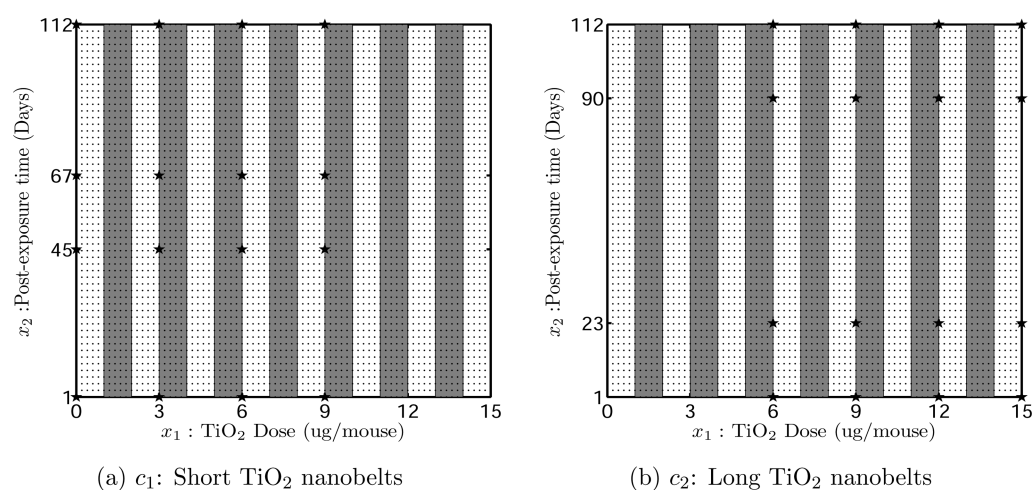 112
67
45
1
0 3 6 9 12 15
x₂ :Post-exposure time (Days)
x₁ : TiO₂ Dose (ug/mouse)
(a) c₁: Short TiO₂ nanobelts
112
90
23
1
0 3 6 9 12 15
x₂ :Post-exposure time (Days)
x₁ : TiO₂ Dose (ug/mouse)
(b) c₂: Long TiO₂ nanobelts